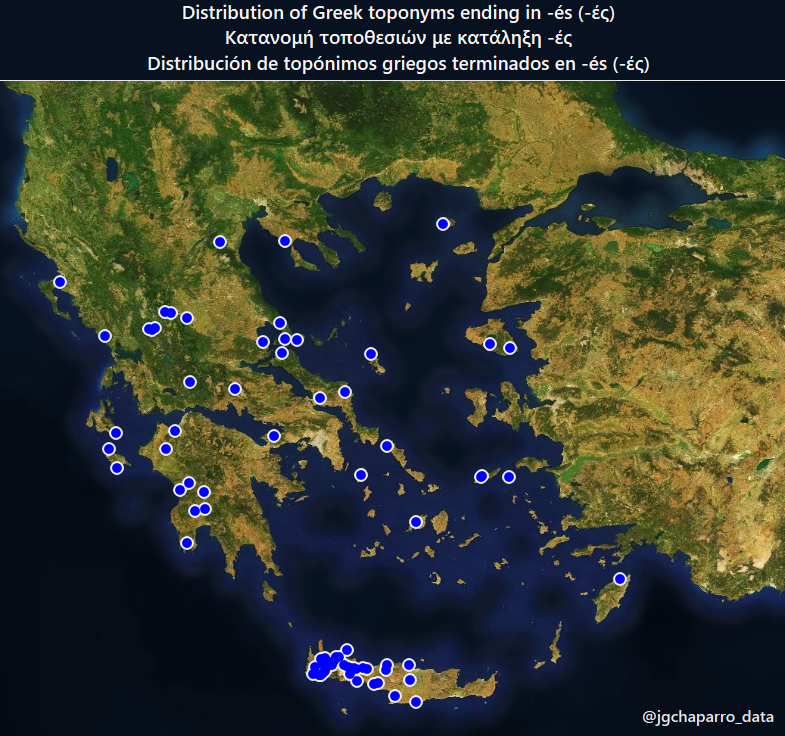 Distribution of Greek toponyms ending in -és (-ές)
Κατανομή τοποθεσιών με κατάληξη -ές
Distribución de topónimos griegos terminados en -és (-ές)
@jgchaparro_data